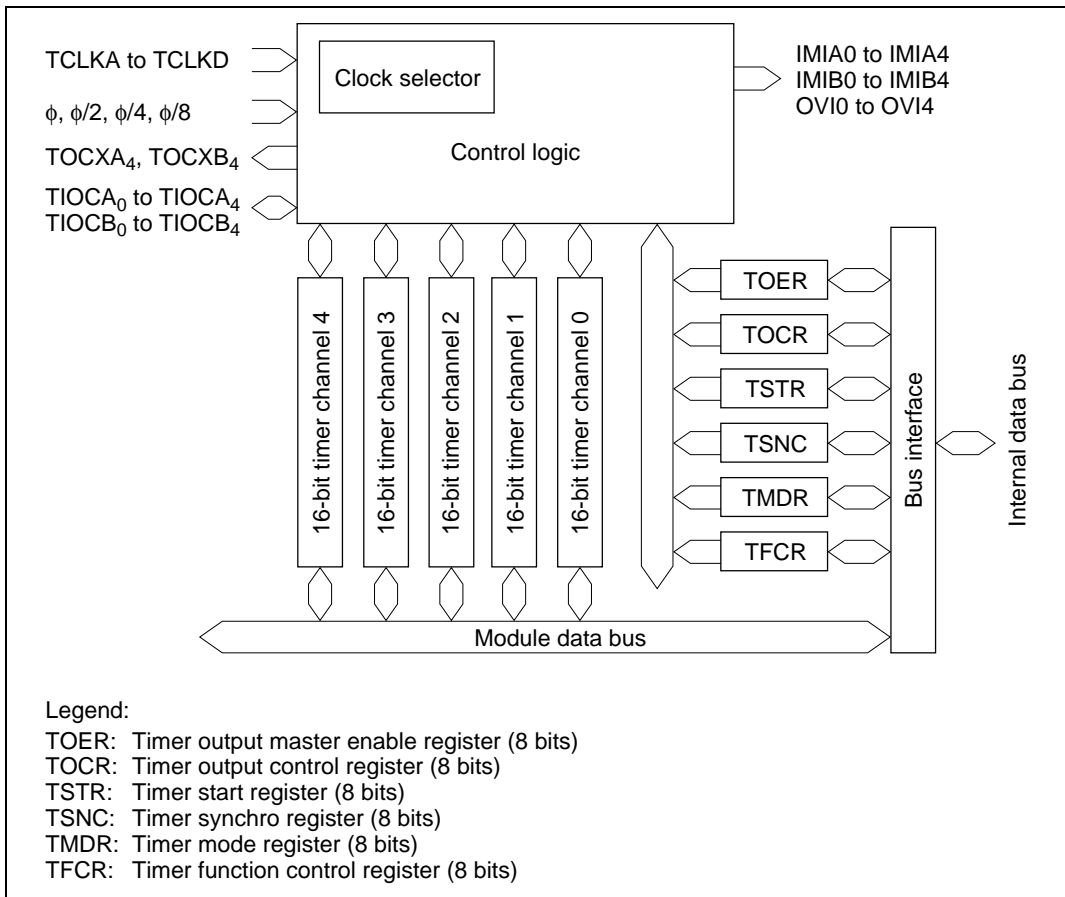 TCLKA to TCLKD
ϕ, ϕ/2, ϕ/4, ϕ/8
TOCXA₄, TOCXB₄
TIOCA₀ to TIOCA₄
TIOCB₀ to TIOCB₄
Clock selector
Control logic
IMIA0 to IMIA4
IMIB0 to IMIB4
OVI0 to OVI4
16-bit timer channel 4
16-bit timer channel 3
16-bit timer channel 2
16-bit timer channel 1
16-bit timer channel 0
TOER
TOCR
TSTR
TSNC
TMDR
TFCR
Bus interface
Internal data bus
Module data bus
Legend:
TOER: Timer output master enable register (8 bits)
TOCR: Timer output control register (8 bits)
TSTR: Timer start register (8 bits)
TSNC: Timer synchro register (8 bits)
TMDR: Timer mode register (8 bits)
TFCR: Timer function control register (8 bits)